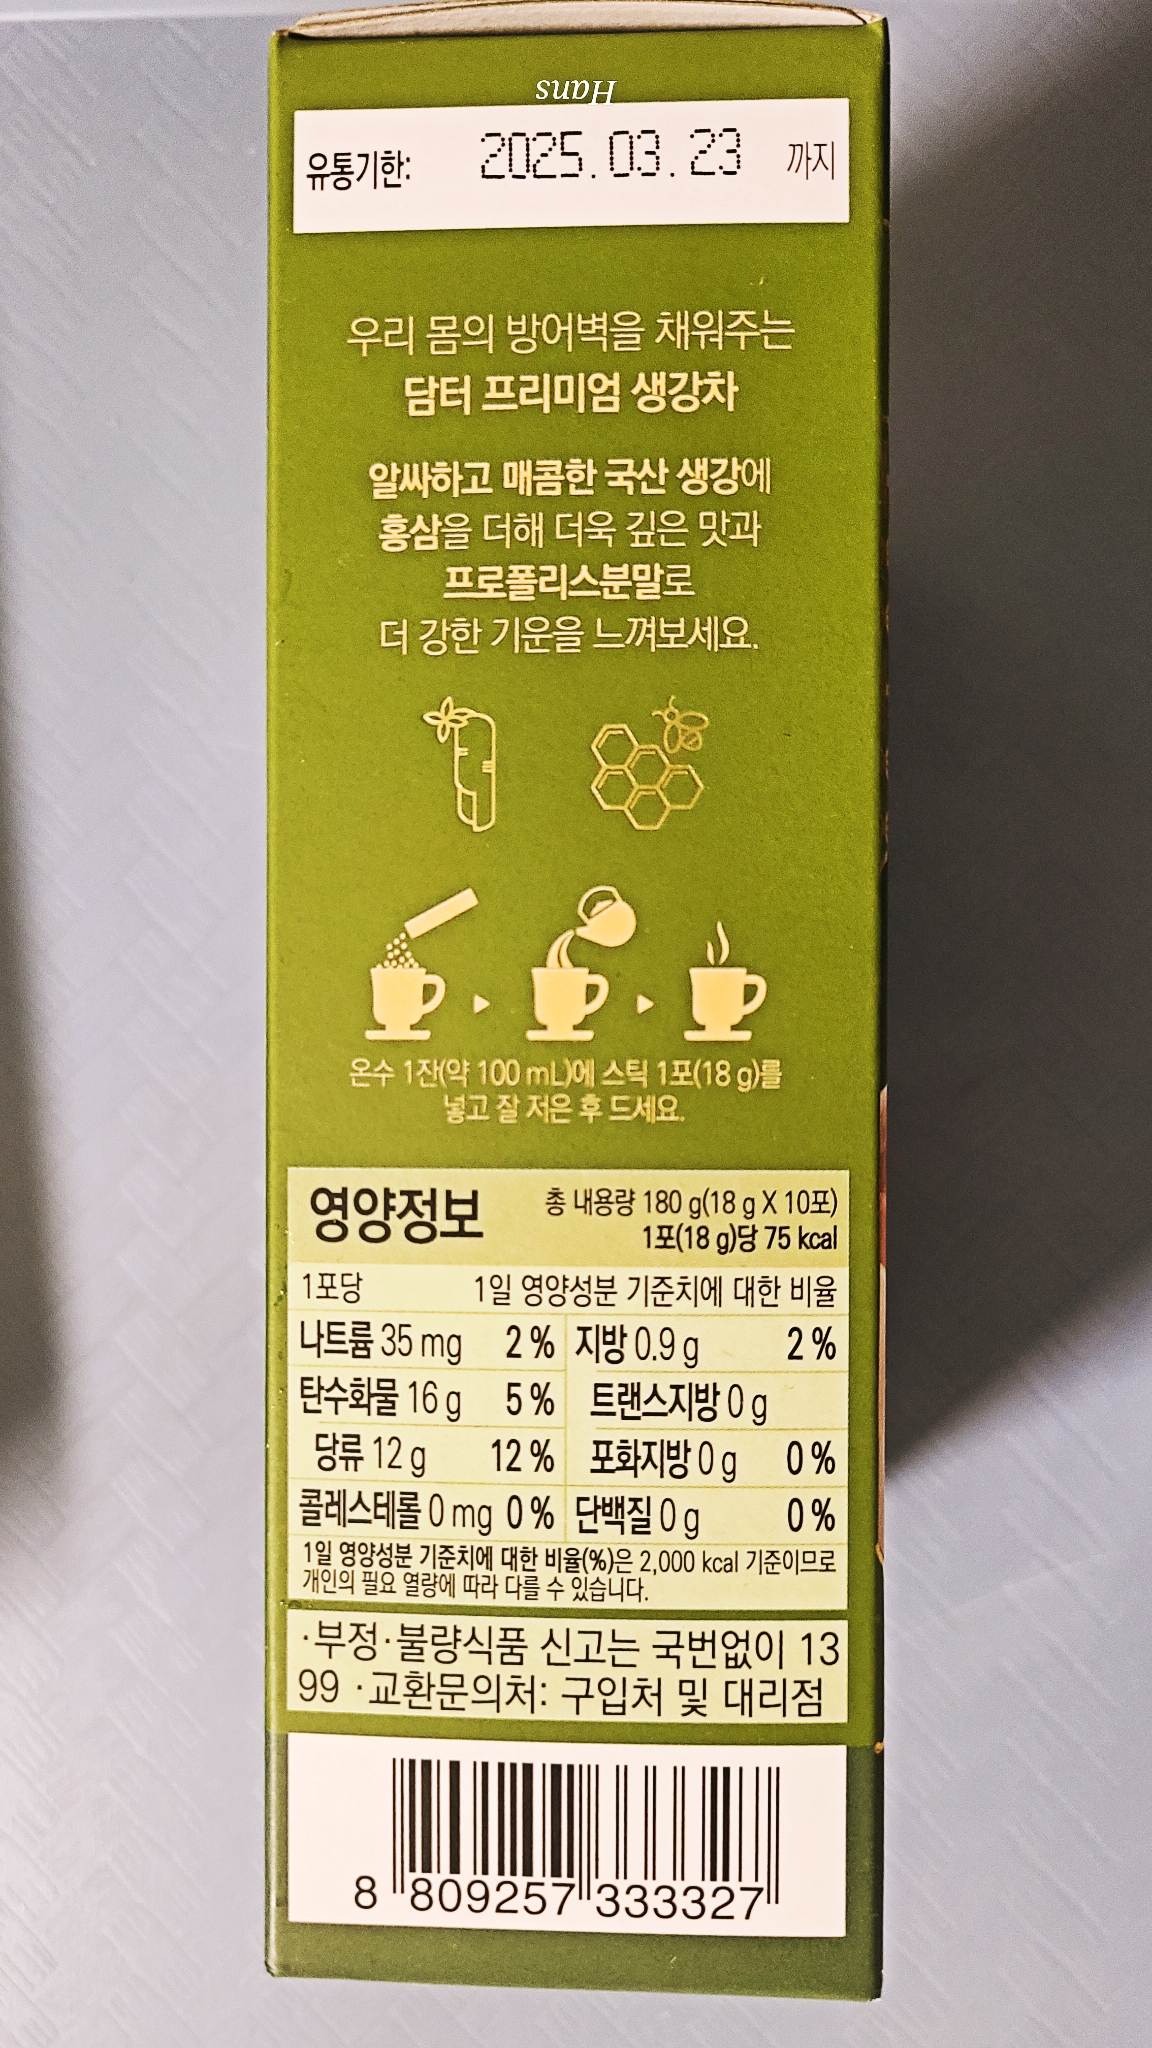 Hans
유통기한: 2025.03.23 까지
우리 몸의 방어벽을 채워주는
담터 프리미엄 생강차
알싸하고 매콤한 국산 생강에
홍삼을 더해 더욱 깊은 맛과
프로폴리스분말로
더 강한 기운을 느껴보세요.
온수 1잔(약 100 mL)에 스틱 1포(18 g)를
넣고 잘 저은 후 드세요.
영양정보 총 내용량 180 g(18 g X 10포)
1포(18 g)당 75 kcal
1포당 1일 영양성분 기준치에 대한 비율
나트륨 35 mg 2 % 지방 0.9 g 2 %
탄수화물 16 g 5 % 트랜스지방 0 g
당류 12 g 12 % 포화지방 0 g 0 %
콜레스테롤 0 mg 0 % 단백질 0 g 0 %
1일 영양성분 기준치에 대한 비율(%)은 2,000 kcal 기준이므로
개인의 필요 열량에 따라 다를 수 있습니다.
·부정·불량식품 신고는 국번없이 13
99 ·교환문의처: 구입처 및 대리점
8 809257 333327